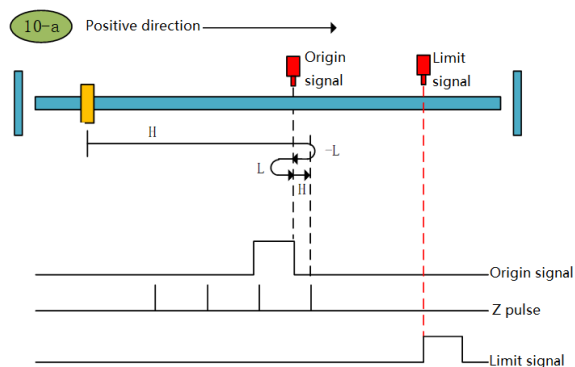 10-a
Positive direction
Origin
signal
Limit
signal
H
-L
L
H
Origin signal
Z pulse
Limit signal